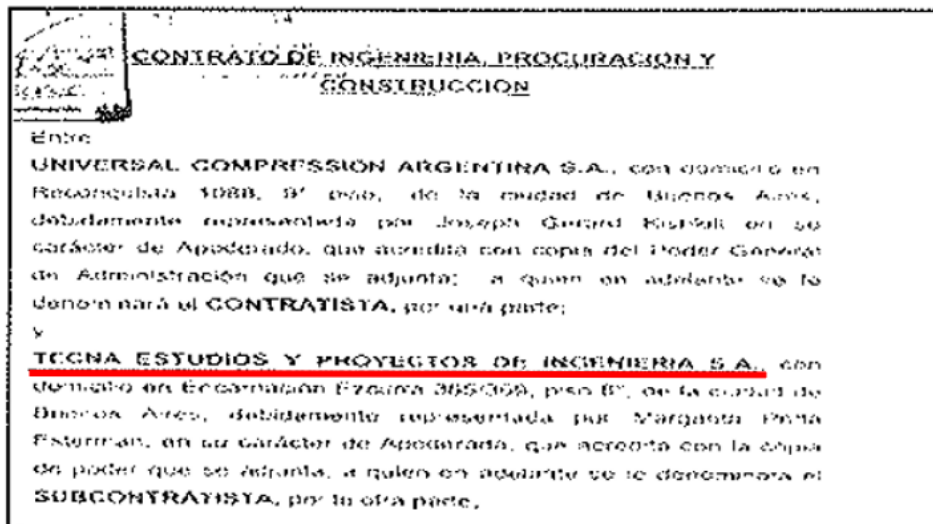 CONTRATO DE INGENIERIA, PROCURACION Y
CONSTRUCCION
Entre
UNIVERSAL COMPRESSION ARGENTINA S.A., con domicilio en
Reconquista 1088, 9° piso, de la ciudad de Buenos Aires,
debidamente representada por Joseph Gerard en su
carácter de Apoderado, que acredita con copia del Poder General
de Administración que se adjunta; a quien en adelante se lo
denominará el CONTRATISTA, por una parte;
y
TECNA ESTUDIOS Y PROYECTOS DE INGENIERIA S.A., con
domicilio en Encarnación Ezcurra 365/369, piso de la ciudad de
Buenos Aires, debidamente representada por Margarita
Esterman, en su carácter de Apoderada, que acredita con la copia
de poder que se adjunta, a quien en adelante se le denominara el
SUBCONTRATISTA, por la otra parte,